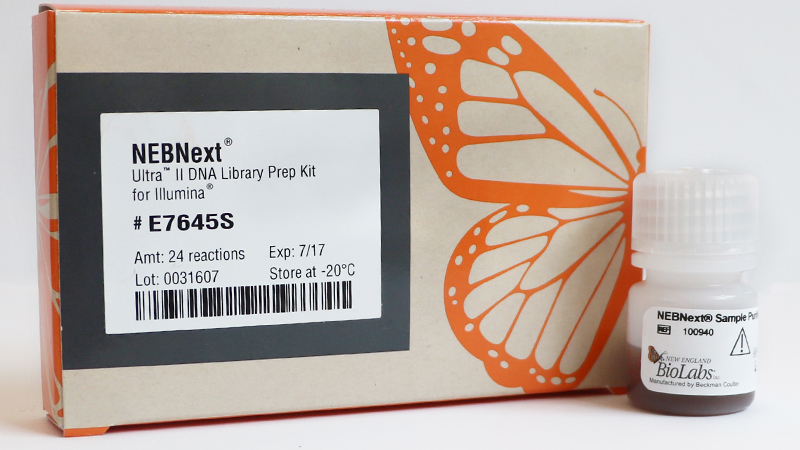 NEBNext®
Ultra™ II DNA Library Prep Kit
for Illumina®
# E7645S
Amt: 24 reactions Exp: 7/17
Lot: 0031607 Store at -20°C
NEBNext® Sample
REF 100940
NEW ENGLAND
BioLabs Inc.
Manufactured by Beckman Coulter